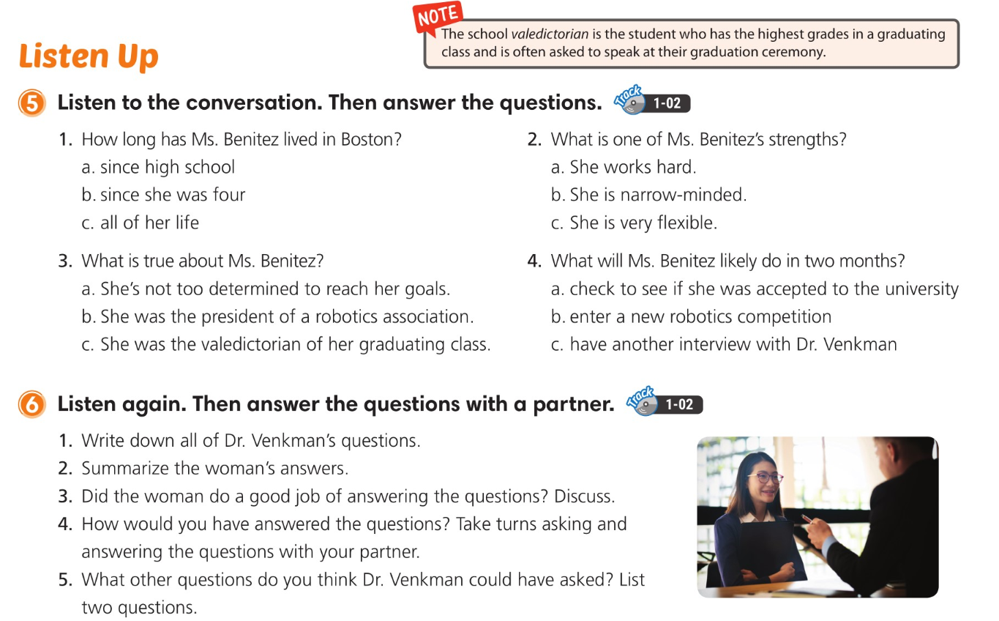 NOTE
The school valedictorian is the student who has the highest grades in a graduating
class and is often asked to speak at their graduation ceremony.
Listen Up
5 Listen to the conversation. Then answer the questions. Track 1-02
1. How long has Ms. Benitez lived in Boston?
a. since high school
b. since she was four
c. all of her life
2. What is one of Ms. Benitez’s strengths?
a. She works hard.
b. She is narrow-minded.
c. She is very flexible.
3. What is true about Ms. Benitez?
a. She’s not too determined to reach her goals.
b. She was the president of a robotics association.
c. She was the valedictorian of her graduating class.
4. What will Ms. Benitez likely do in two months?
a. check to see if she was accepted to the university
b. enter a new robotics competition
c. have another interview with Dr. Venkman
6 Listen again. Then answer the questions with a partner. Track 1-02
1. Write down all of Dr. Venkman’s questions.
2. Summarize the woman’s answers.
3. Did the woman do a good job of answering the questions? Discuss.
4. How would you have answered the questions? Take turns asking and
answering the questions with your partner.
5. What other questions do you think Dr. Venkman could have asked? List
two questions.